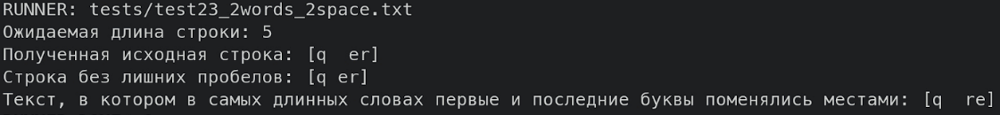 RUNNER: tests/test23_2words_2space.txt
Ожидаемая длина строки: 5
Полученная исходная строка: [q  er]
Строка без лишних пробелов: [q er]
Текст, в котором в самых длинных словах первые и последние буквы поменялись местами: [q  re]